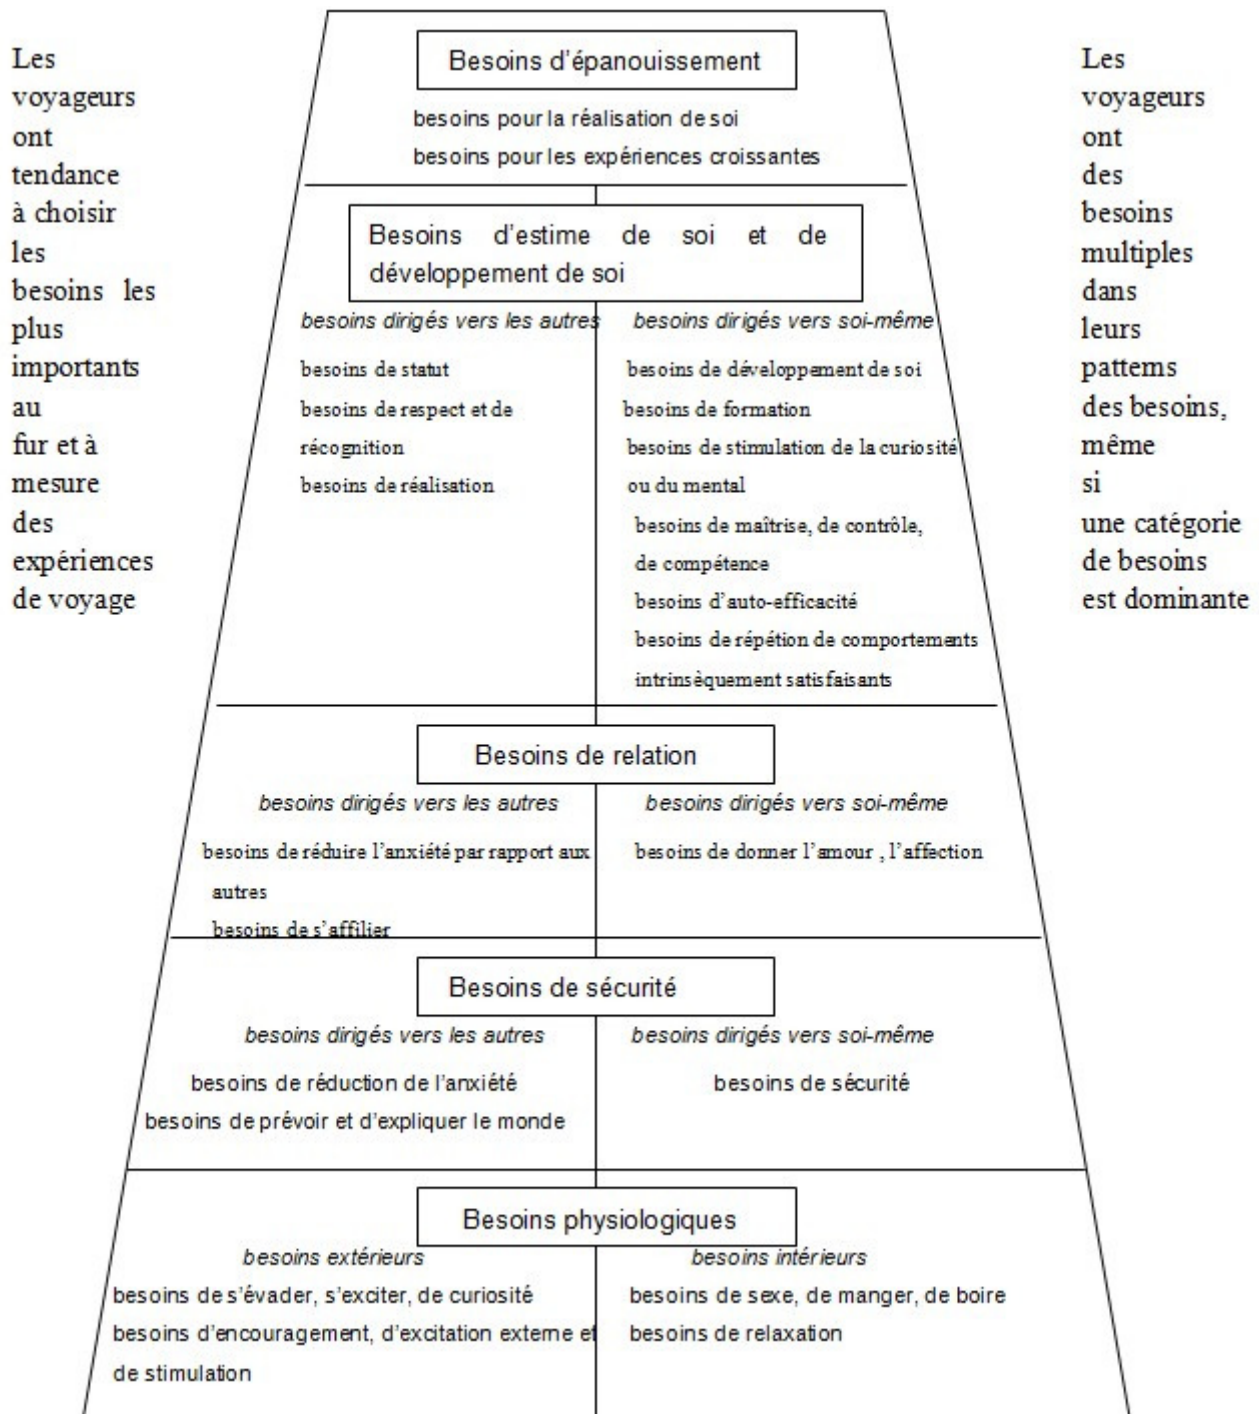 Les
voyageurs
ont
tendance
à choisir
les
besoins les
plus
importants
au
fur et à
mesure
des
expériences
de voyage
Besoins d'épanouissement
besoins pour la réalisation de soi
besoins pour les expériences croissantes
Besoins d'estime de soi et de
développement de soi
besoins dirigés vers les autres
besoins de statut
besoins de respect et de
récognition
besoins de réalisation
besoins dirigés vers soi-même
besoins de développement de soi
besoins de formation
besoins de stimulation de la curiosité
ou du mental
besoins de maîtrise, de contrôle,
de compétence
besoins d'auto-efficacité
besoins de répétion de comportements
intrinsèquement satisfaisants
Besoins de relation
besoins dirigés vers les autres
besoins de réduire l'anxiété par rapport aux
autres
besoins de s'affilier
besoins dirigés vers soi-même
besoins de donner l'amour , l'affection
Besoins de sécurité
besoins dirigés vers les autres
besoins de réduction de l'anxiété
besoins de prévoir et d'expliquer le monde
besoins dirigés vers soi-même
besoins de sécurité
Besoins physiologiques
besoins extérieurs
besoins de s'évader, s'exciter, de curiosité
besoins d'encouragement, d'excitation externe et
de stimulation
besoins intérieurs
besoins de sexe, de manger, de boire
besoins de relaxation
Les
voyageurs
ont
des
besoins
multiples
dans
leurs
patterns
des besoins,
même
si
une catégorie
de besoins
est dominante